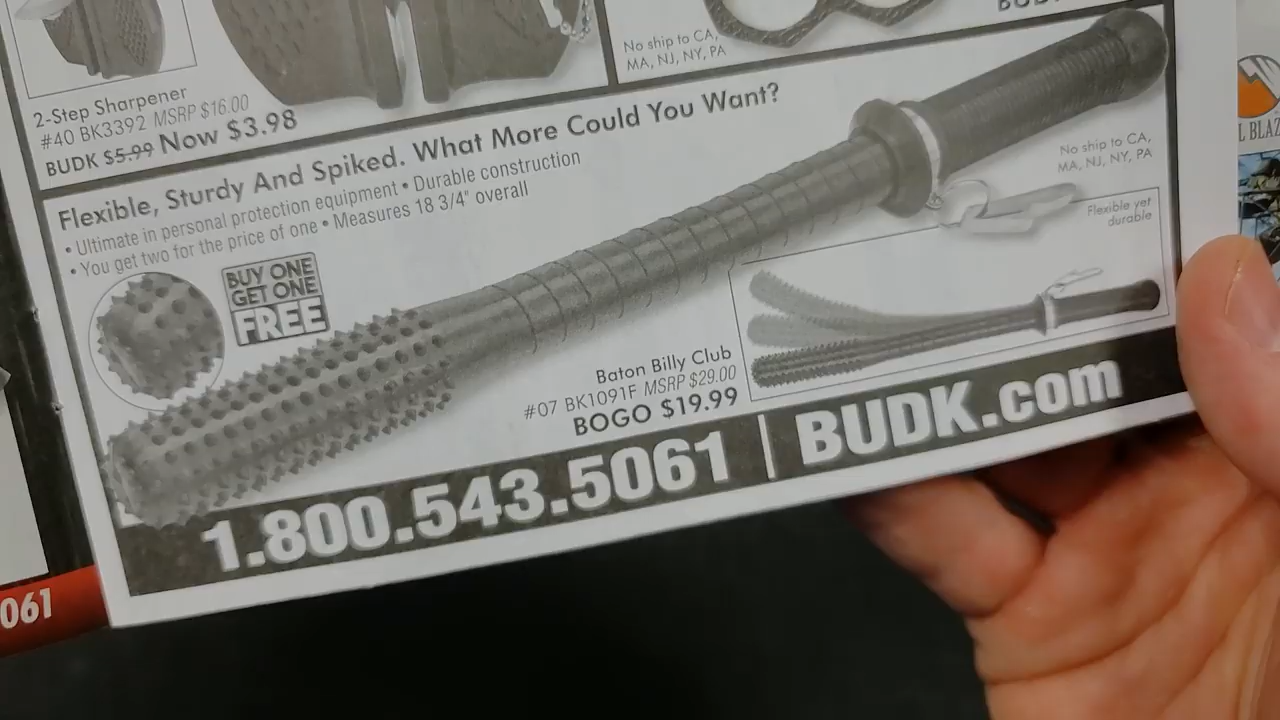 2-Step Sharpener
#40 BK3392 MSRP $16.00
BUDK $5.99 Now $3.98
No ship to CA,
MA, NJ, NY, PA
Flexible, Sturdy And Spiked. What More Could You Want?
• Ultimate in personal protection equipment • Durable construction
• You get two for the price of one • Measures 18 3/4" overall
BUY ONE
GET ONE
FREE
No ship to CA,
MA, NJ, NY, PA
Flexible yet
durable
Baton Billy Club
#07 BK1091F MSRP $29.00
BOGO $19.99
1.800.543.5061 | BUDK.com
061